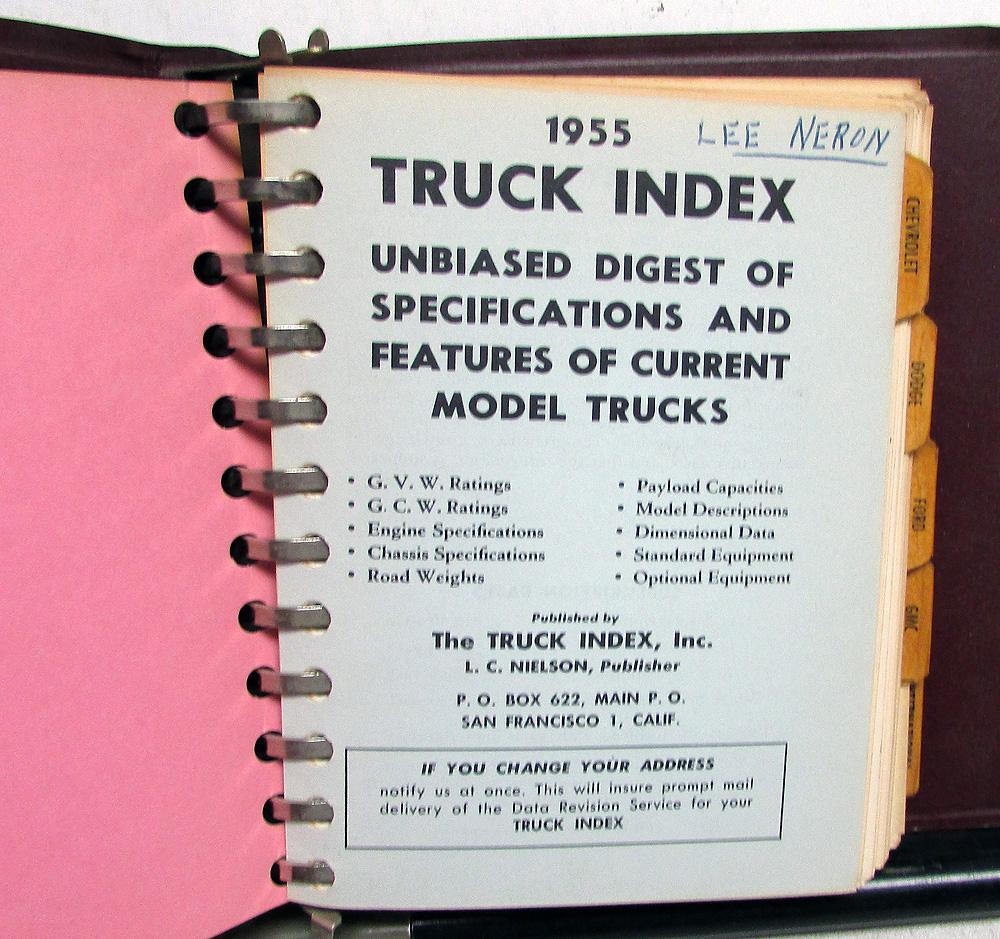 1955 LEE NERON
TRUCK INDEX
UNBIASED DIGEST OF
SPECIFICATIONS AND
FEATURES OF CURRENT
MODEL TRUCKS
• G. V. W. Ratings
• G. C. W. Ratings
• Engine Specifications
• Chassis Specifications
• Road Weights
• Payload Capacities
• Model Descriptions
• Dimensional Data
• Standard Equipment
• Optional Equipment
Published by
The TRUCK INDEX, Inc.
L. C. NIELSON, Publisher
P. O. BOX 622, MAIN P. O.
SAN FRANCISCO 1, CALIF.
IF YOU CHANGE YOUR ADDRESS
notify us at once. This will insure prompt mail
delivery of the Data Revision Service for your
TRUCK INDEX
CHEVROLET
DODGE
FORD
GMC